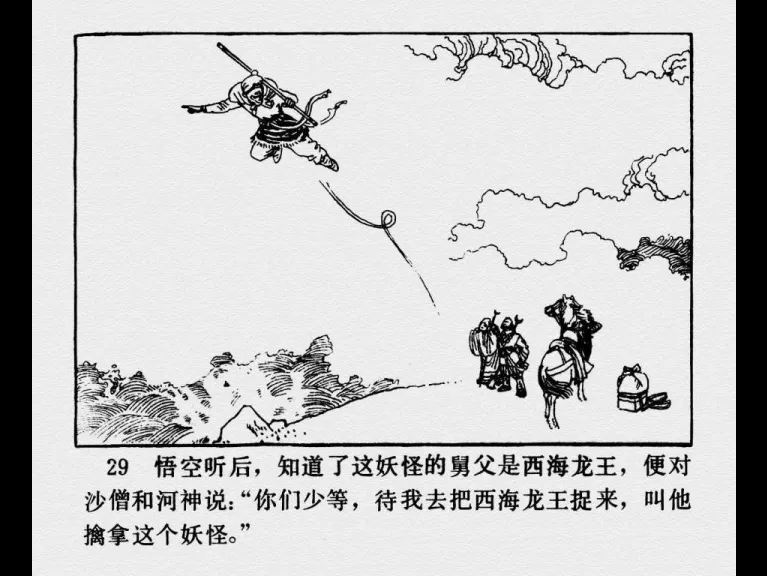 29 悟空听后，知道了这妖怪的舅父是西海龙王，便对
沙僧和河神说：“你们少等，待我去把西海龙王捉来，叫他
擒拿这个妖怪。”